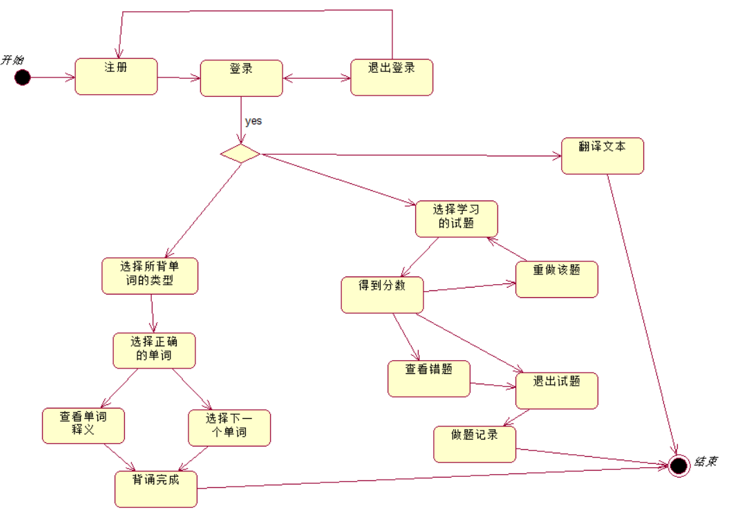 开始
注册
登录
退出登录
yes
翻译文本
选择学习
的试题
选择所背单
词的类型
重做该题
得到分数
选择正确
的单词
查看错题
退出试题
查看单词
释义
选择下一
个单词
做题记录
结束
背诵完成